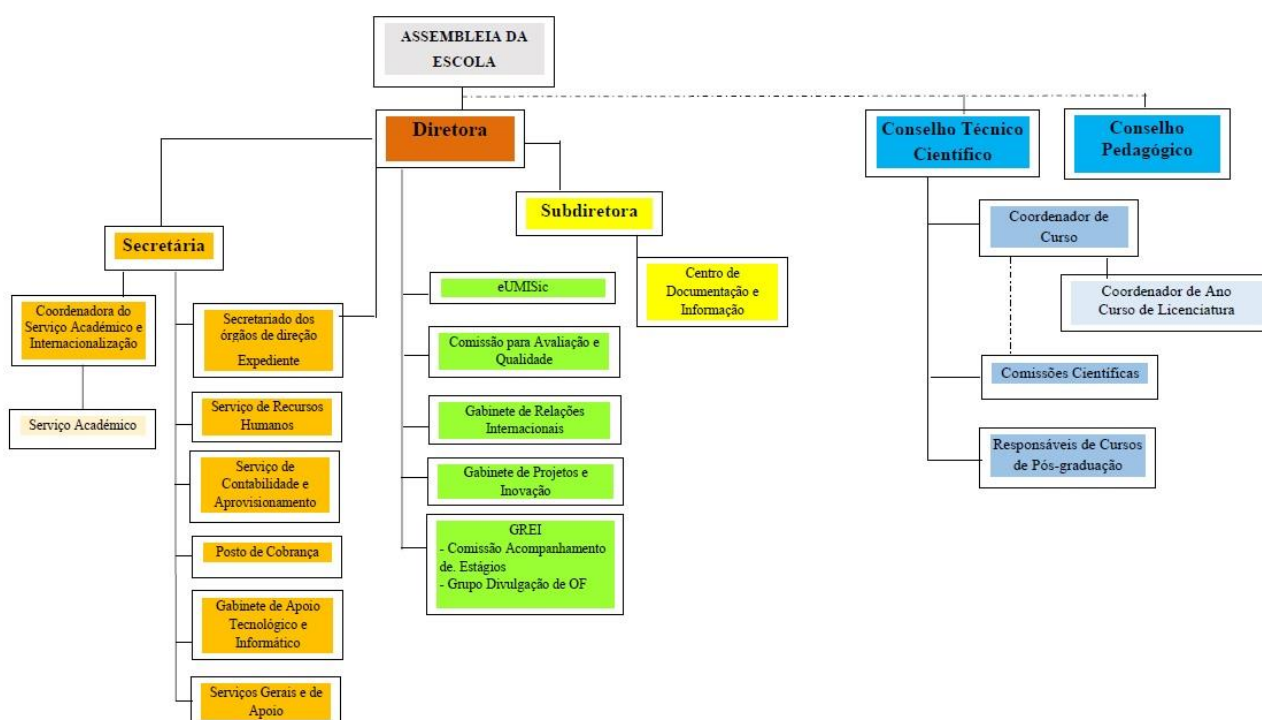 ASSEMBLEIA DA
ESCOLA
Diretora
Conselho Técnico
Científico
Conselho
Pedagógico
Subdiretora
Secretária
Coordenador de
Curso
Centro de
Documentação e
Informação
eUMISic
Coordenador de Ano
Curso de Licenciatura
Coordenadora do
Serviço Académico e
Internacionalização
Secretariado dos
órgãos de direção
Expediente
Comissão para Avaliação e
Qualidade
Comissões Científicas
Serviço Académico
Serviço de Recursos
Humanos
Gabinete de Relações
Internacionais
Responsáveis de Cursos
de Pós-graduação
Serviço de
Contabilidade e
Aprovisionamento
Gabinete de Projetos e
Inovação
GREI
- Comissão Acompanhamento
de. Estágios
- Grupo Divulgação de OF
Posto de Cobrança
Gabinete de Apoio
Tecnológico e
Informático
Serviços Gerais e de
Apoio